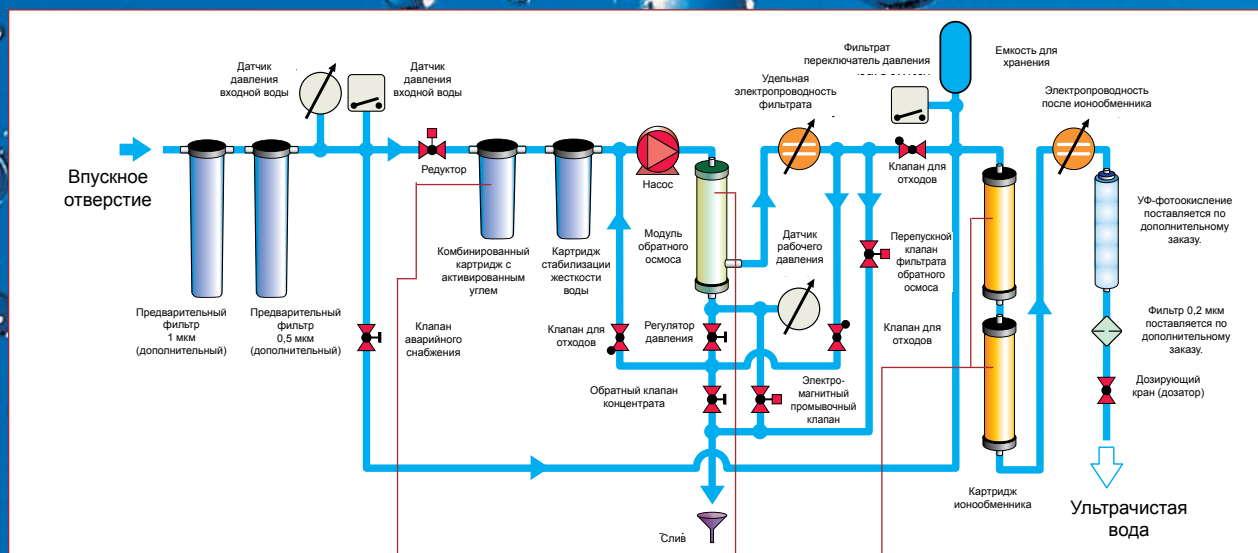 Датчик
давления
входной воды
Датчик
давления
входной воды
Фильтрат
переключатель давления
Емкость для
хранения
Удельная
электропроводность
фильтрата
Электропроводность
после ионообменника
Впускное
отверстие
Редуктор
Насос
Клапан для
отходов
Комбинированный
картридж с
активированным
углем
Картридж
стабилизации
жесткости
воды
Модуль
обратного
осмоса
Датчик
рабочего
давления
Перепускной
клапан
фильтрата
обратного
осмоса
УФ-фотоокисление
поставляется по
дополнительному
заказу.
Предварительный
фильтр
1 мкм
(дополнительный)
Предварительный
фильтр
0,5 мкм
(дополнительный)
Клапан
аварийного
снабжения
Клапан для
отходов
Регулятор
давления
Клапан для
отходов
Фильтр 0,2 мкм
поставляется по
дополнительному
заказу.
Обратный клапан
концентрата
Электро-
магнитный
промывочный
клапан
Дозирующий
кран (дозатор)
Картридж
ионообменника
Ультрачистая
вода
Слив